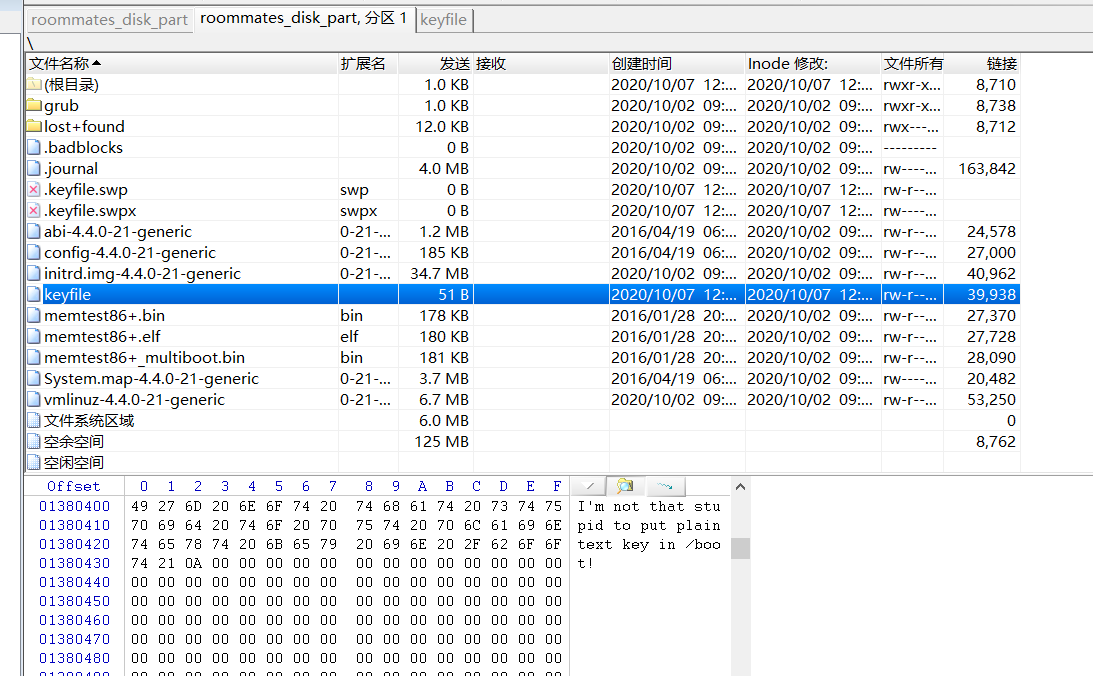 roommates_disk_part roommates_disk_part, 分区 1 keyfile
\
文件名称 扩展名 发送 接收 创建时间 Inode 修改: 文件所有 链接
(根目录) 1.0 KB 2020/10/07 12:... 2020/10/07 12:... rwxr-x... 8,710
grub 1.0 KB 2020/10/02 09:... 2020/10/02 09:... rwxr-x... 8,738
lost+found 12.0 KB 2020/10/02 09:... 2020/10/02 09:... rwx---... 8,712
.badblocks 0 B 2020/10/02 09:... 2020/10/02 09:... ---------
.journal 4.0 MB 2020/10/02 09:... 2020/10/02 09:... rw----... 163,842
.keyfile.swp swp 0 B 2020/10/07 12:... 2020/10/07 12:... rw-r--...
.keyfile.swpx swpx 0 B 2020/10/07 12:... 2020/10/07 12:... rw----...
abi-4.4.0-21-generic 0-21-... 1.2 MB 2016/04/19 06:... 2020/10/02 09:... rw-r--... 24,578
config-4.4.0-21-generic 0-21-... 185 KB 2016/04/19 06:... 2020/10/02 09:... rw-r--... 27,000
initrd.img-4.4.0-21-generic 0-21-... 34.7 MB 2020/10/02 09:... 2020/10/02 09:... rw-r--... 40,962
keyfile 51 B 2020/10/07 12:... 2020/10/07 12:... rw-r--... 39,938
memtest86+.bin bin 178 KB 2016/01/28 20:... 2020/10/02 09:... rw-r--... 27,370
memtest86+.elf elf 180 KB 2016/01/28 20:... 2020/10/02 09:... rw-r--... 27,728
memtest86+_multiboot.bin bin 181 KB 2016/01/28 20:... 2020/10/02 09:... rw-r--... 28,090
System.map-4.4.0-21-generic 0-21-... 3.7 MB 2016/04/19 06:... 2020/10/02 09:... rw----... 20,482
vmlinuz-4.4.0-21-generic 0-21-... 6.7 MB 2016/04/19 06:... 2020/10/02 09:... rw-r--... 53,250
文件系统区域 6.0 MB 0
空余空间 125 MB 8,762
空闲空间
Offset 0 1 2 3 4 5 6 7 8 9 A B C D E F
01380400 49 27 6D 20 6E 6F 74 20 74 68 61 74 20 73 74 75 I'm not that stu
01380410 70 69 64 20 74 6F 20 70 75 74 20 70 6C 61 69 6E pid to put plain
01380420 74 65 78 74 20 6B 65 79 20 69 6E 20 2F 62 6F 6F text key in /boo
01380430 74 21 0A 00 00 00 00 00 00 00 00 00 00 00 00 00 t!
01380440 00 00 00 00 00 00 00 00 00 00 00 00 00 00 00 00
01380450 00 00 00 00 00 00 00 00 00 00 00 00 00 00 00 00
01380460 00 00 00 00 00 00 00 00 00 00 00 00 00 00 00 00
01380470 00 00 00 00 00 00 00 00 00 00 00 00 00 00 00 00
01380480 00 00 00 00 00 00 00 00 00 00 00 00 00 00 00 00